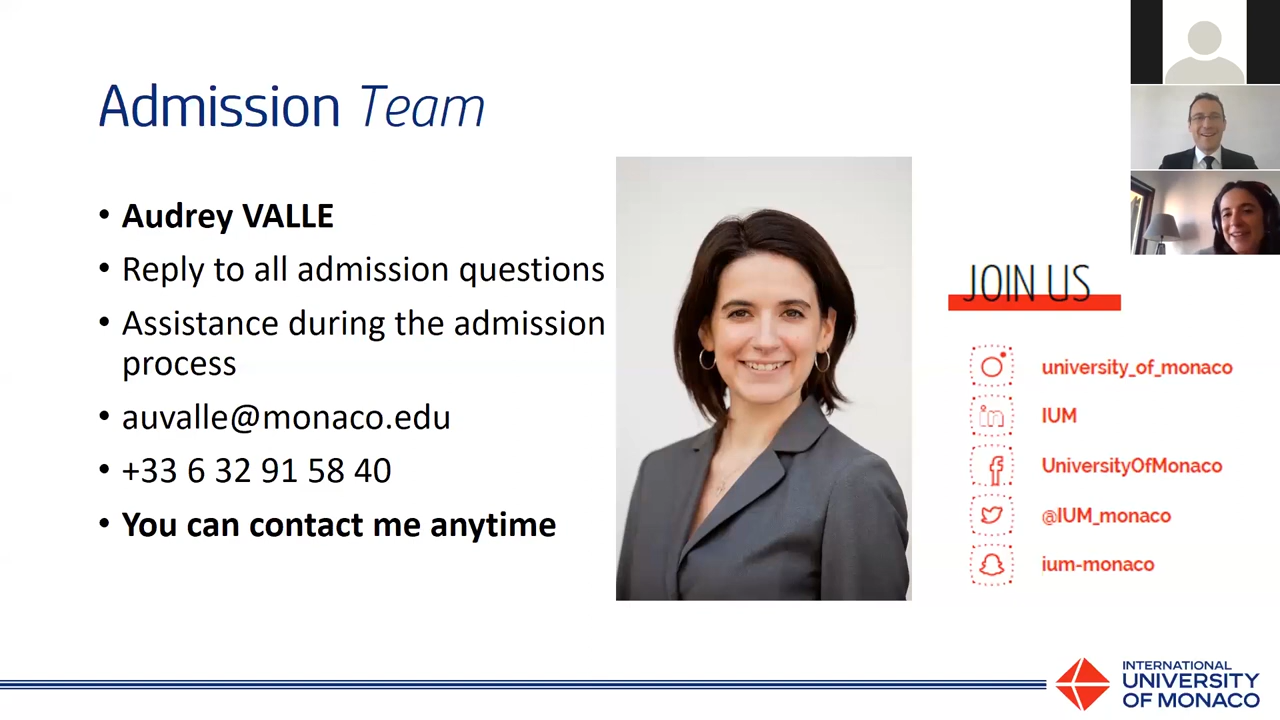 Admission Team
• Audrey VALLE
• Reply to all admission questions
• Assistance during the admission
process
• auvalle@monaco.edu
• +33 6 32 91 58 40
• You can contact me anytime
JOIN US
university_of_monaco
IUM
UniversityOfMonaco
@IUM_monaco
ium-monaco
INTERNATIONAL
UNIVERSITY
OF MONACO